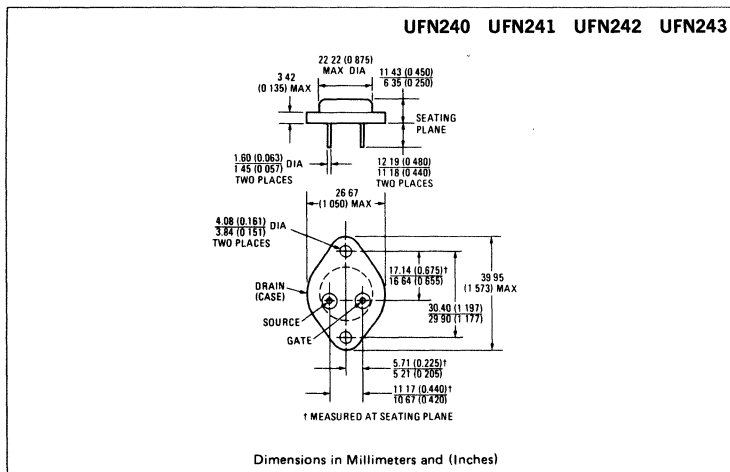 UFN240 UFN241 UFN242 UFN243
22 22 (0 875)
MAX DIA
11 43 (0 450)
6 35 (0 250)
3 42
(0 135) MAX
SEATING
PLANE
1.60 (0.063)
1 45 (0 057) DIA
TWO PLACES
12 19 (0 480)
11 18 (0 440)
TWO PLACES
26 67
(1 050) MAX
4.08 (0.161)
3.84 (0 151) DIA
TWO PLACES
17.14 (0.675)†
16 64 (0 655)
39 95
(1 573) MAX
DRAIN
(CASE)
30.40 (1 197)
29 90 (1 177)
SOURCE
GATE
5.71 (0.225)†
5 21 (0 205)
11 17 (0.440)†
10 67 (0 420)
† MEASURED AT SEATING PLANE
Dimensions in Millimeters and (Inches)